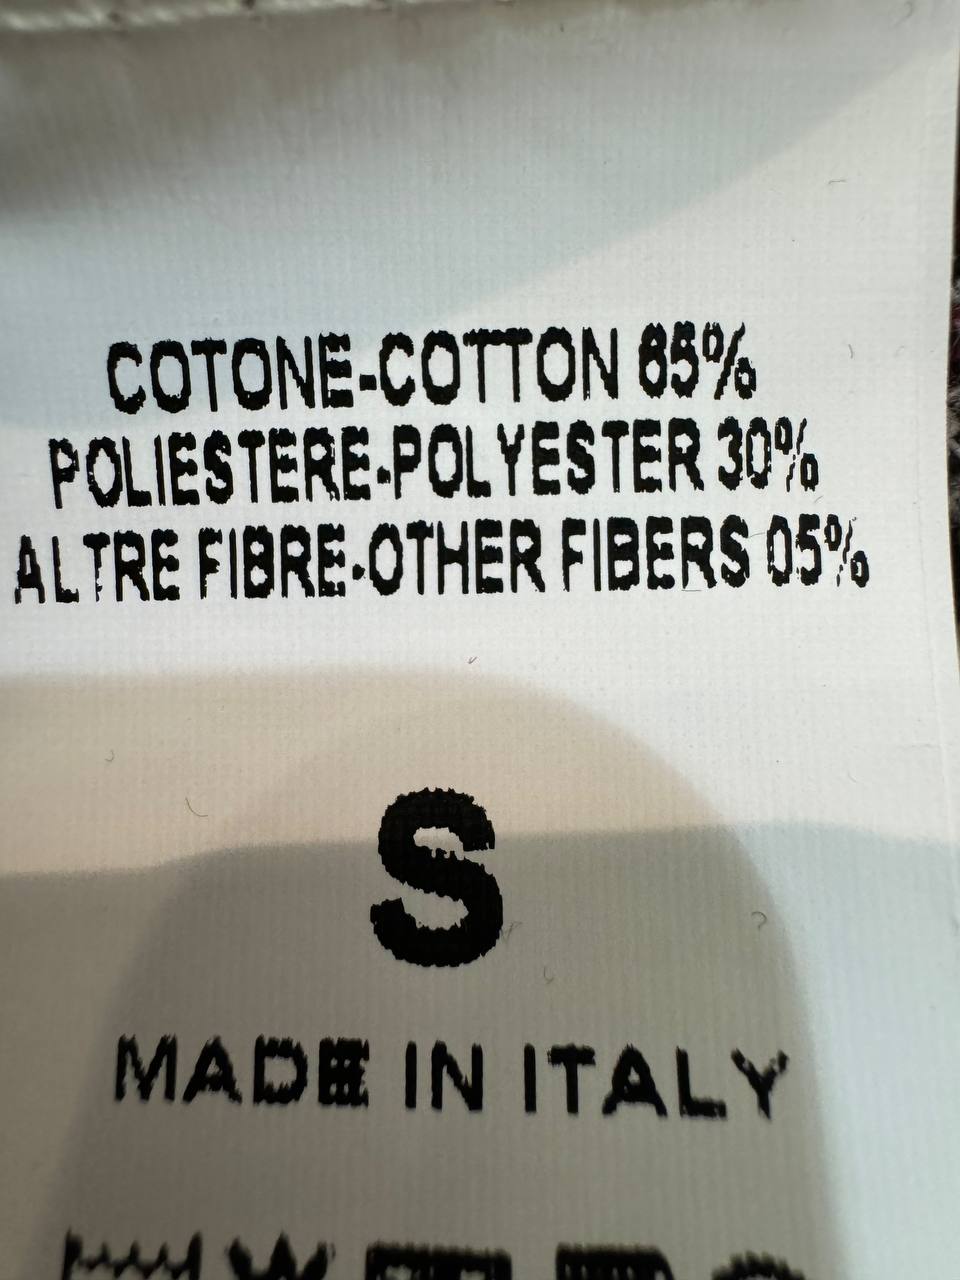 COTONE-COTTON 65%
POLIESTERE-POLYESTER 30%
ALTRE FIBRE-OTHER FIBERS 05%
S
MADE IN ITALY